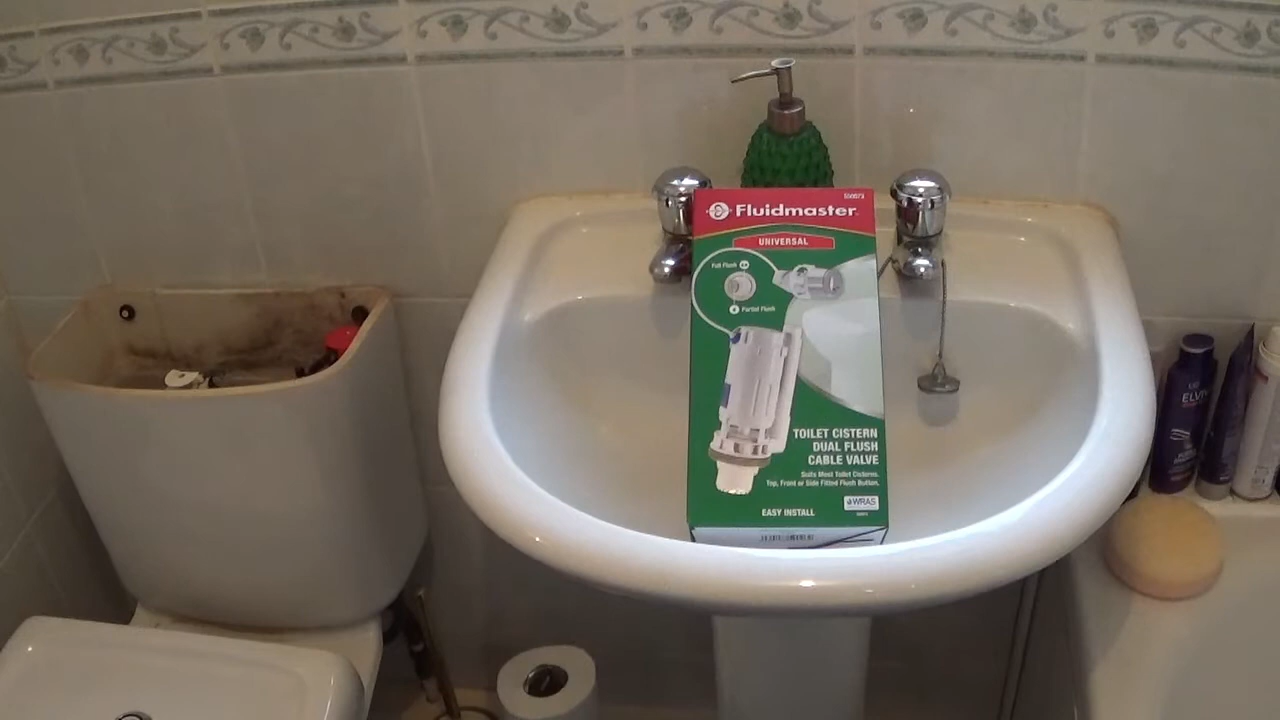 Fluidmaster
UNIVERSAL
Full Flush
Partial Flush
TOILET CISTERN
DUAL FLUSH
CABLE VALVE
Suits Most Toilet Cisterns.
Top, Front or Side Fitted Flush Button.
WRAS
EASY INSTALL
ELVIV